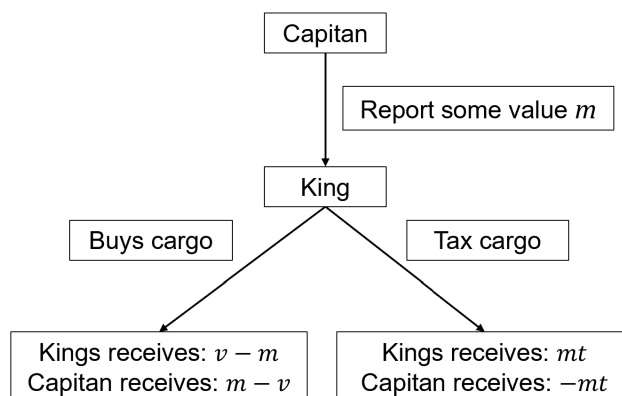 Capitan
Report some value m
King
Buys cargo
Tax cargo
Kings receives: v − m
Capitan receives: m − v
Kings receives: mt
Capitan receives: −mt